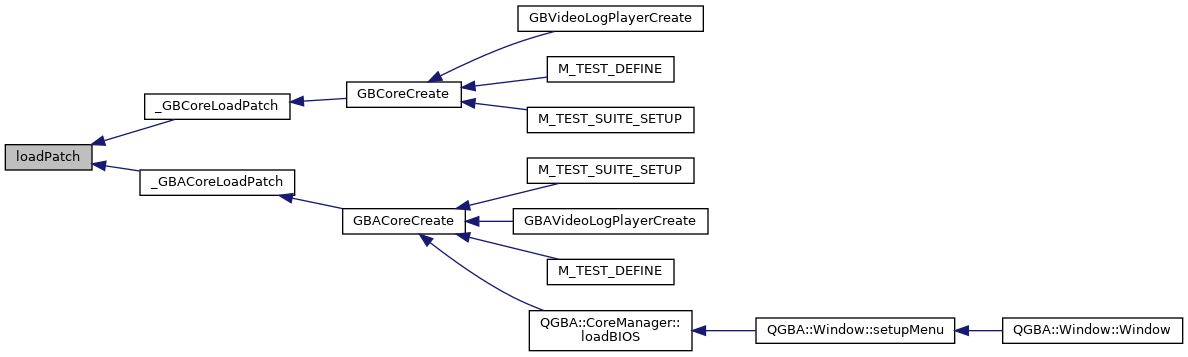 GBVideoLogPlayerCreate
M_TEST_DEFINE
GBCoreCreate
_GBCoreLoadPatch
M_TEST_SUITE_SETUP
loadPatch
M_TEST_SUITE_SETUP
_GBACoreLoadPatch
GBACoreCreate
GBAVideoLogPlayerCreate
M_TEST_DEFINE
QGBA::CoreManager::
loadBIOS
QGBA::Window::setupMenu
QGBA::Window::Window